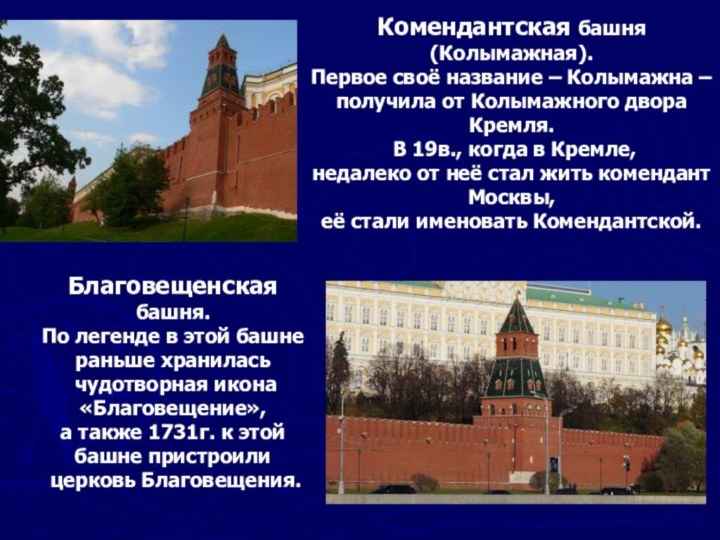 Комендантская башня
(Колымажная).
Первое своё название – Колымажна –
получила от Колымажного двора
Кремля.
В 19в., когда в Кремле,
недалеко от неё стал жить комендант
Москвы,
её стали именовать Комендантской.
Благовещенская
башня.
По легенде в этой башне
раньше хранилась
чудотворная икона
«Благовещение»,
а также 1731г. к этой
башне пристроили
церковь Благовещения.